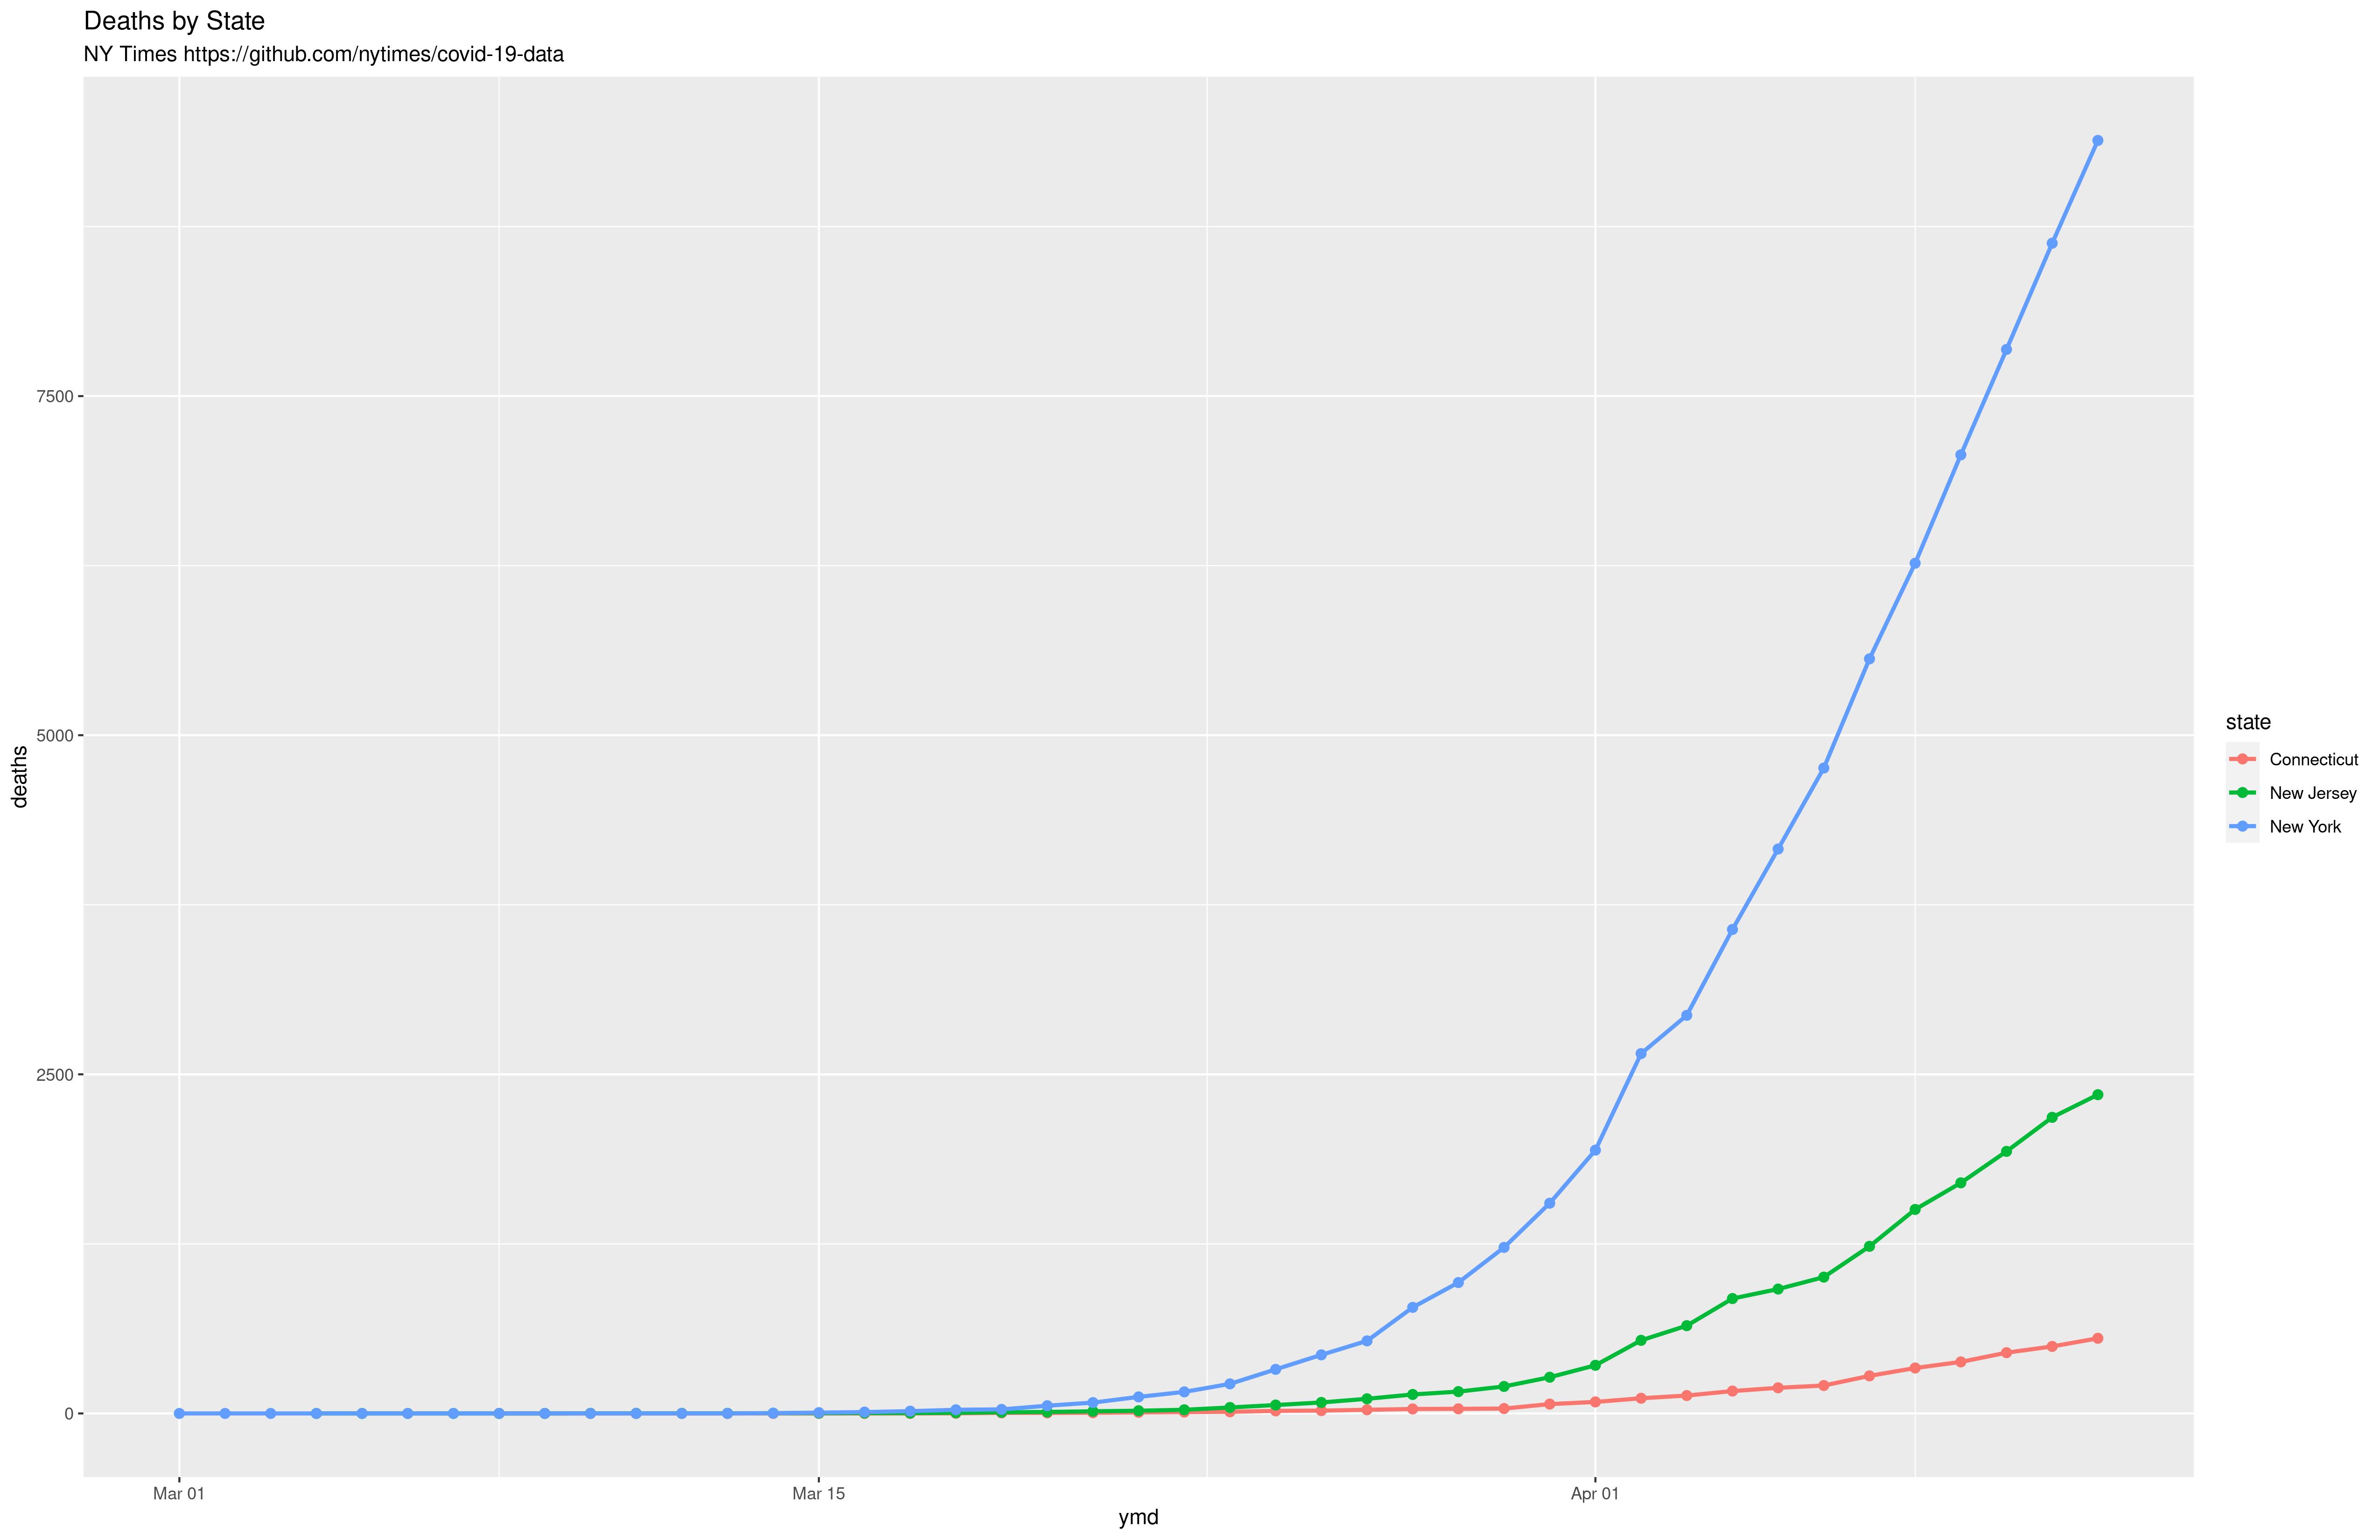 Deaths by State
NY Times https://github.com/nytimes/covid-19-data
deaths
7500
5000
2500
0
Mar 01
Mar 15
Apr 01
ymd
state
Connecticut
New Jersey
New York